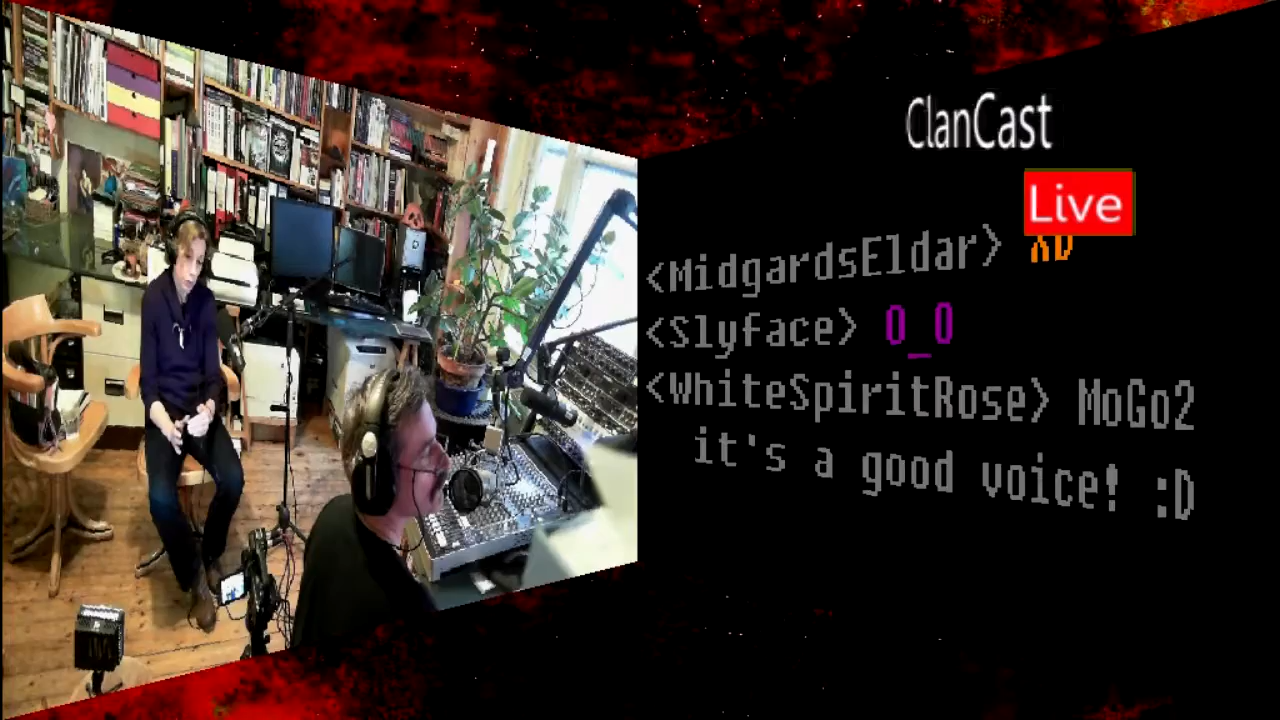 ClanCast
Live
<MidgardsEldar> XD
<Slyface> O_O
<WhiteSpiritRose> MoGo2
it's a good voice! :D